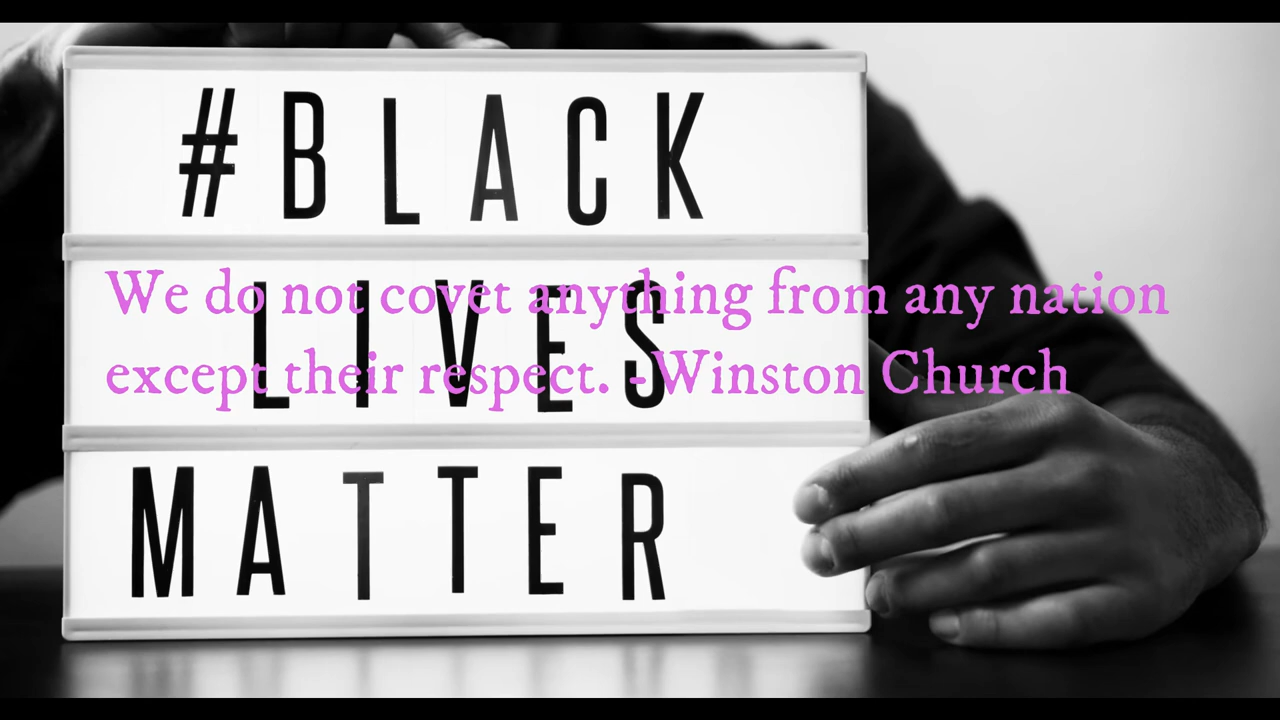 #BLACK
LIVES
MATTER
We do not covet anything from any nation
except their respect. -Winston Church